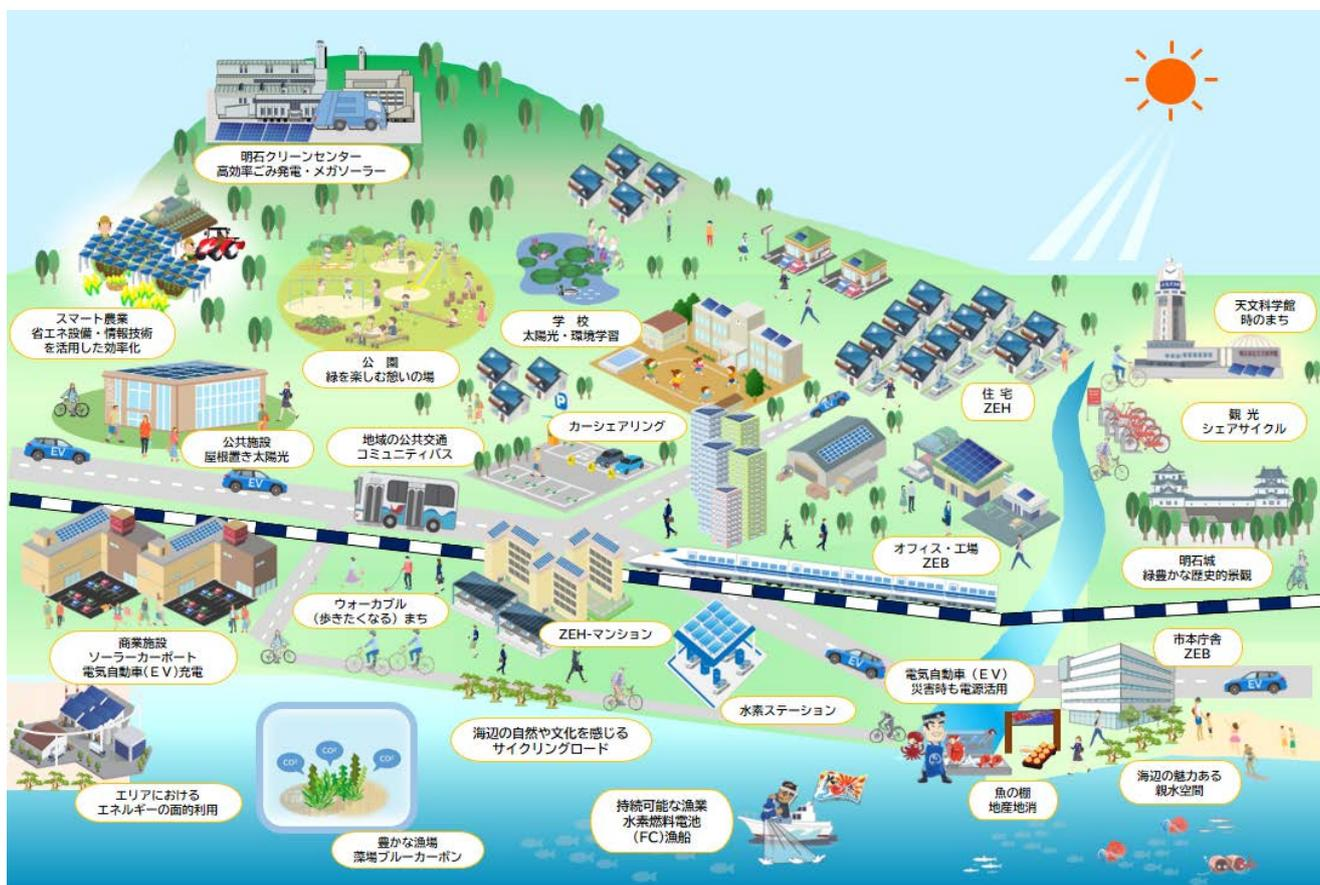 明石クリーンセンター
高効率ごみ発電・メガソーラー
スマート農業
省エネ設備・情報技術
を活用した効率化
公 園
緑を楽しむ憩いの場
学 校
太陽光・環境学習
天文科学館
時のまち
住 宅
ZEH
観 光
シェアサイクル
公共施設
屋根置き太陽光
地域の公共交通
コミュニティバス
カーシェアリング
P
EV
EV
オフィス・工場
ZEB
明石城
緑豊かな歴史的景観
商業施設
ソーラーカーポート
電気自動車(EV)充電
ウォーカブル
(歩きたくなる)まち
ZEH-マンション
水素ステーション
電気自動車(EV)
災害時も電源活用
EV
市本庁舎
ZEB
EV
エリアにおける
エネルギーの面的利用
CO²
CO²
CO²
豊かな漁場
藻場ブルーカーボン
海辺の自然や文化を感じる
サイクリングロード
持続可能な漁業
水素燃料電池
(FC)漁船
魚の棚
地産地消
海辺の魅力ある
親水空間